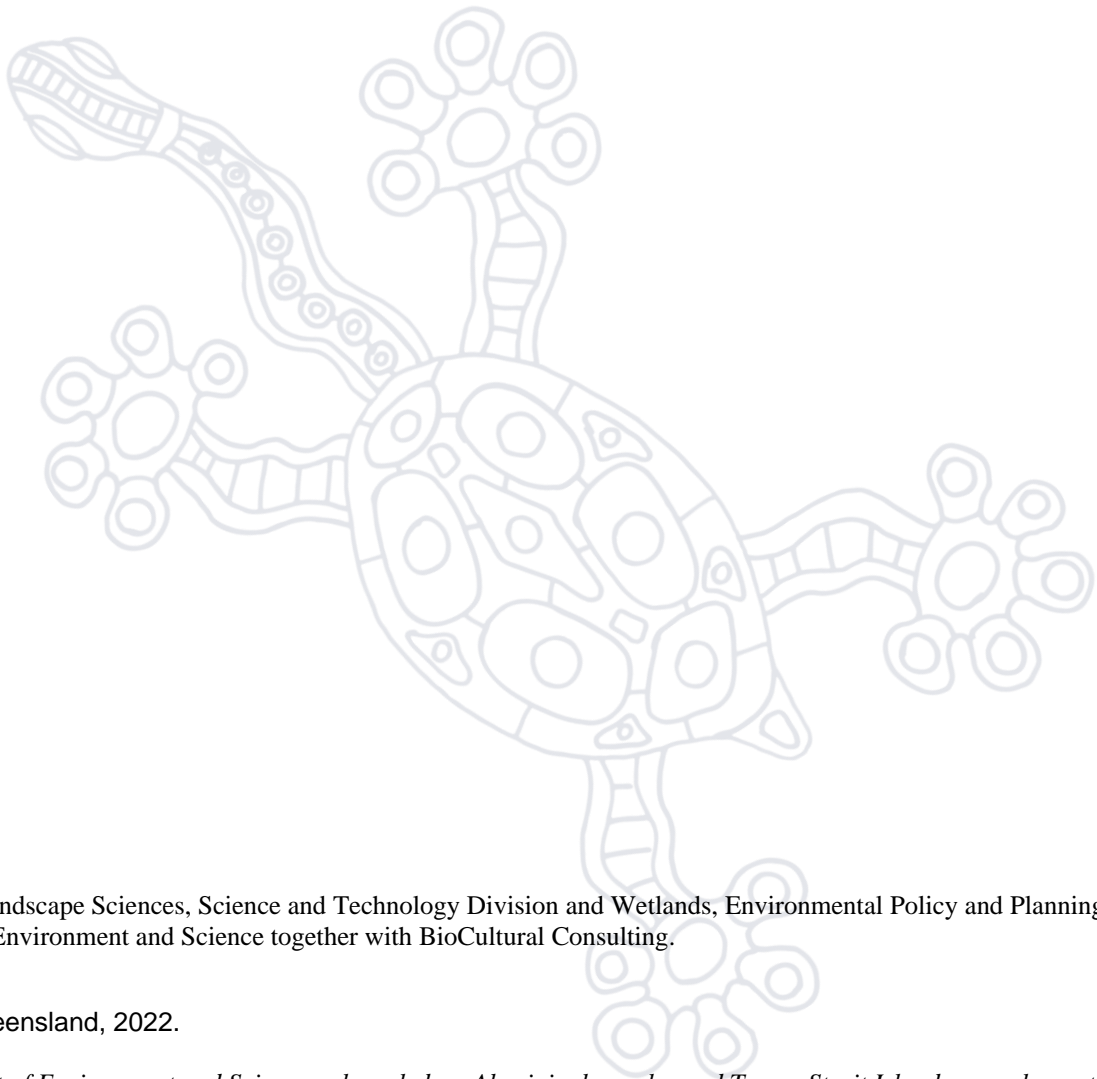 ndscape Sciences, Science and Technology Division and Wetlands, Environmental Policy and Planning
Environment and Science together with BioCultural Consulting.
eensland, 2022.
of Environment and Science acknowledges Aboriginal peoples and Torres Strait Islander peoples as t